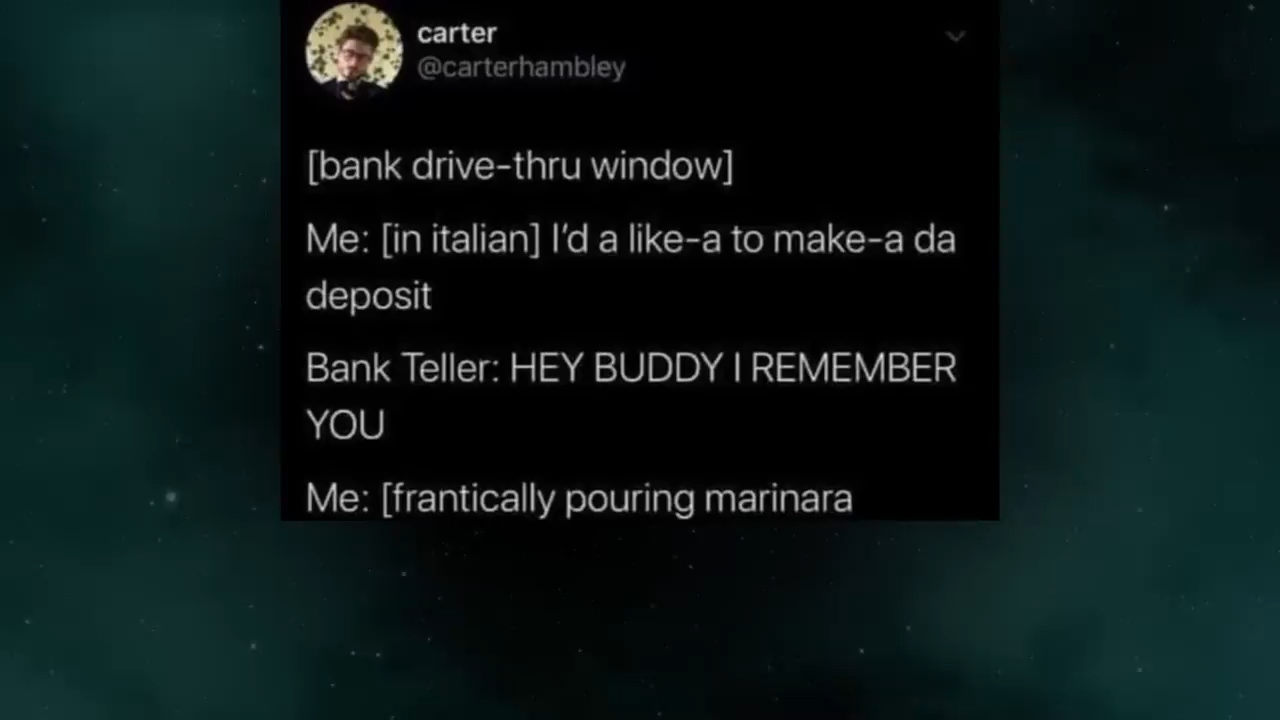 carter
@carterhambley
[bank drive-thru window]
Me: [in italian] I'd a like-a to make-a da
deposit
Bank Teller: HEY BUDDY I REMEMBER
YOU
Me: [frantically pouring marinara